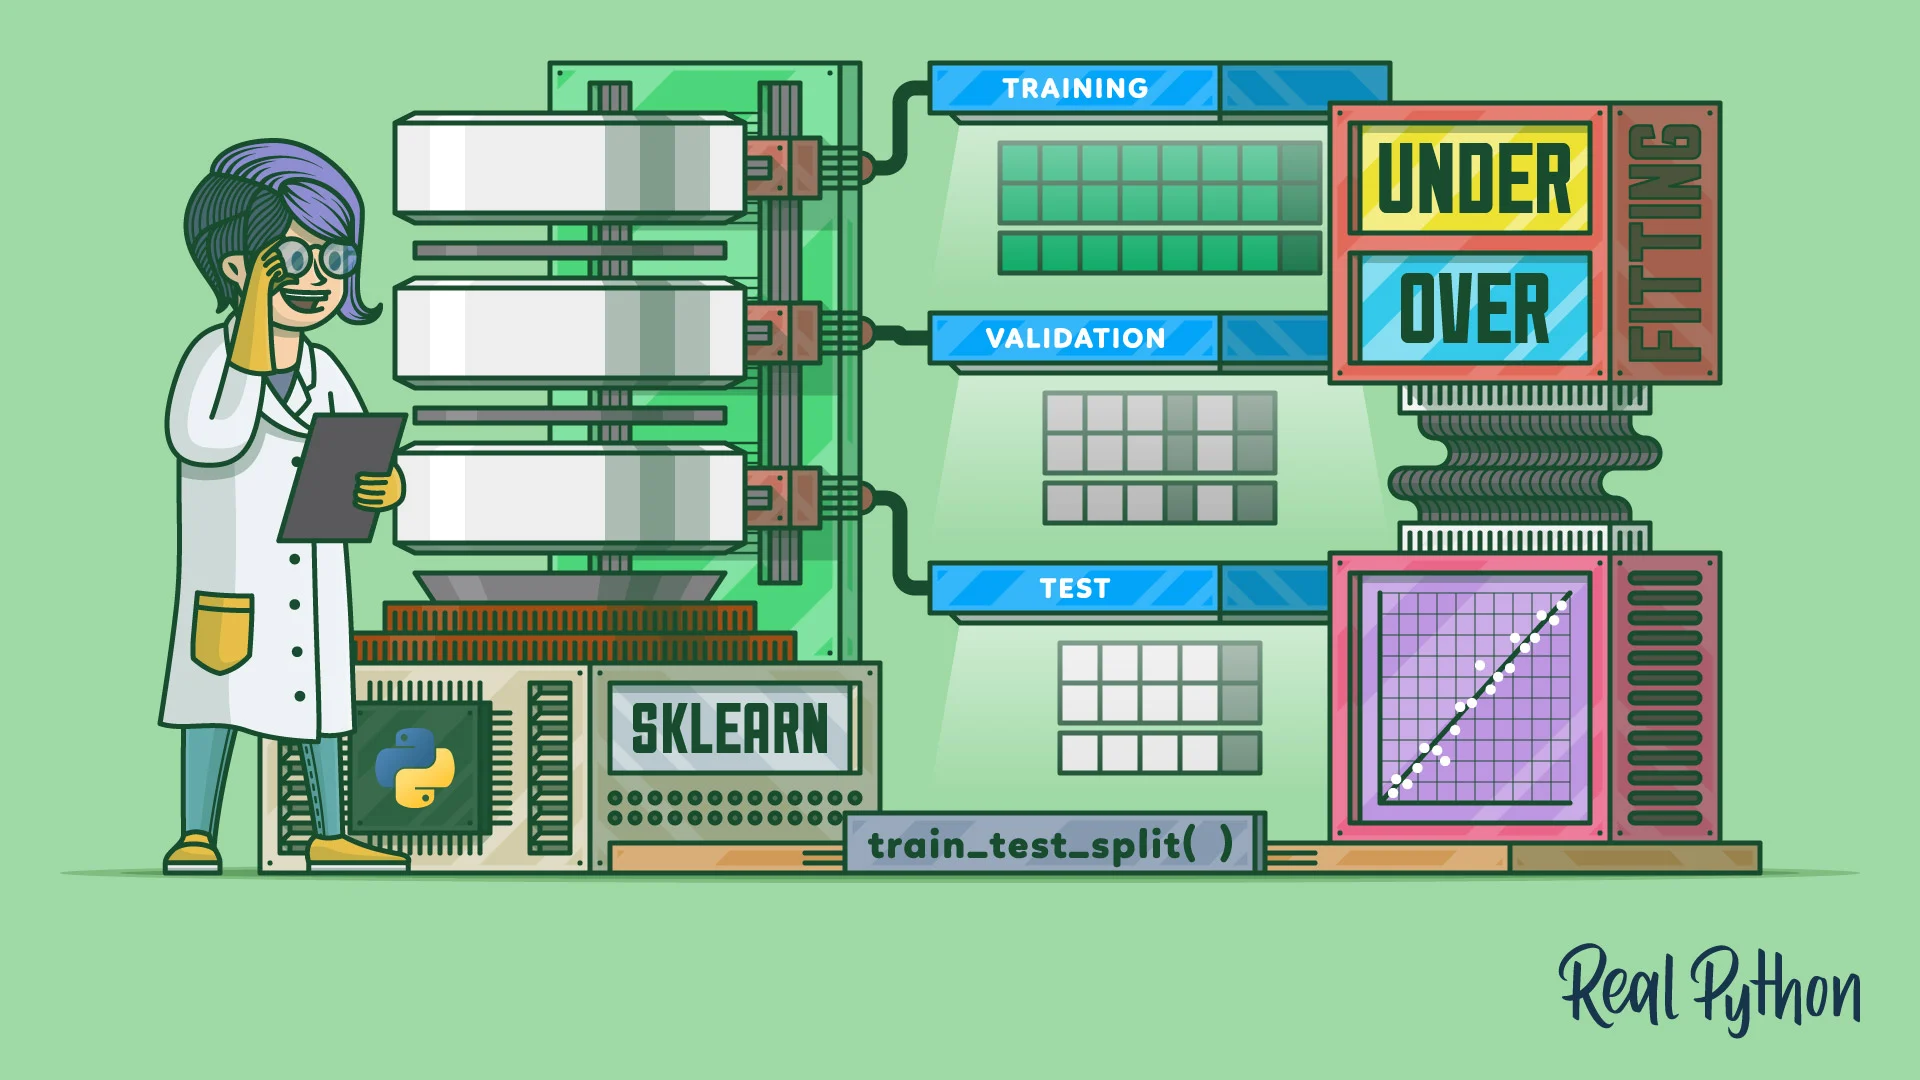 TRAINING
UNDER
OVER
FITTING
VALIDATION
TEST
SKLEARN
train_test_split( )
Real Python